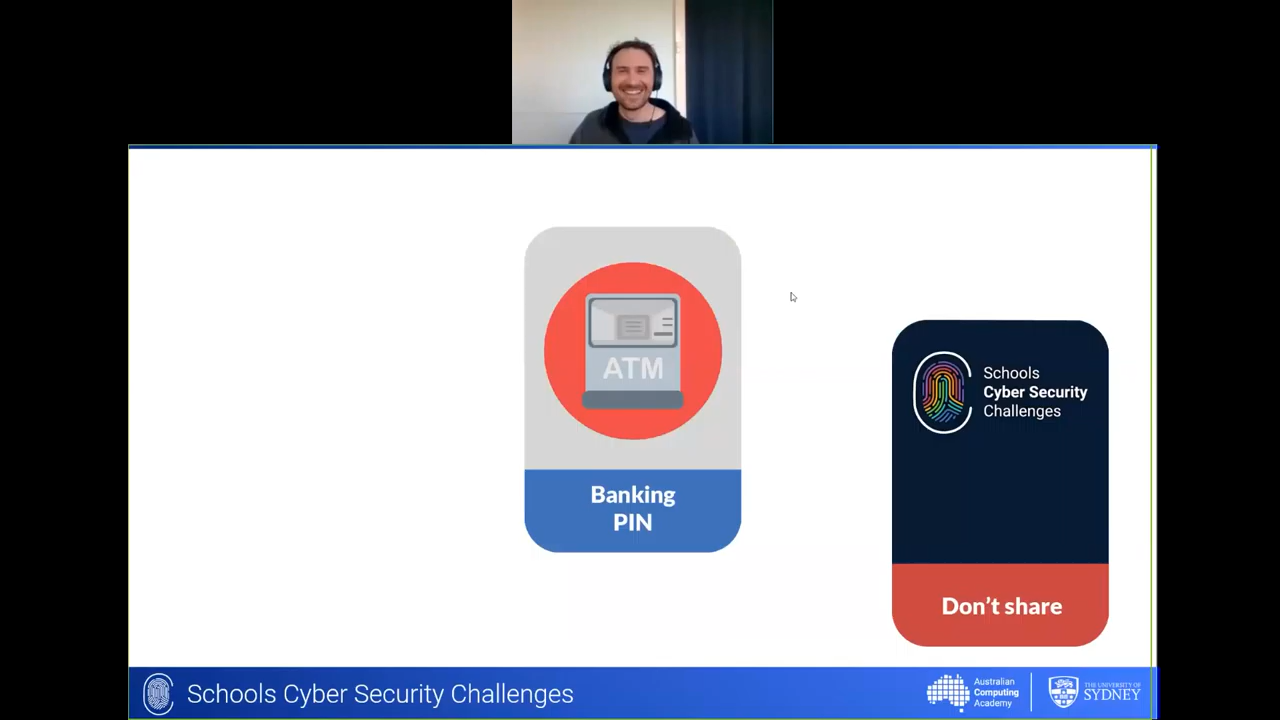 ATM
Banking
PIN
Schools
Cyber Security
Challenges
Don't share
Schools Cyber Security Challenges
Australian
Computing
Academy
THE UNIVERSITY OF
SYDNEY